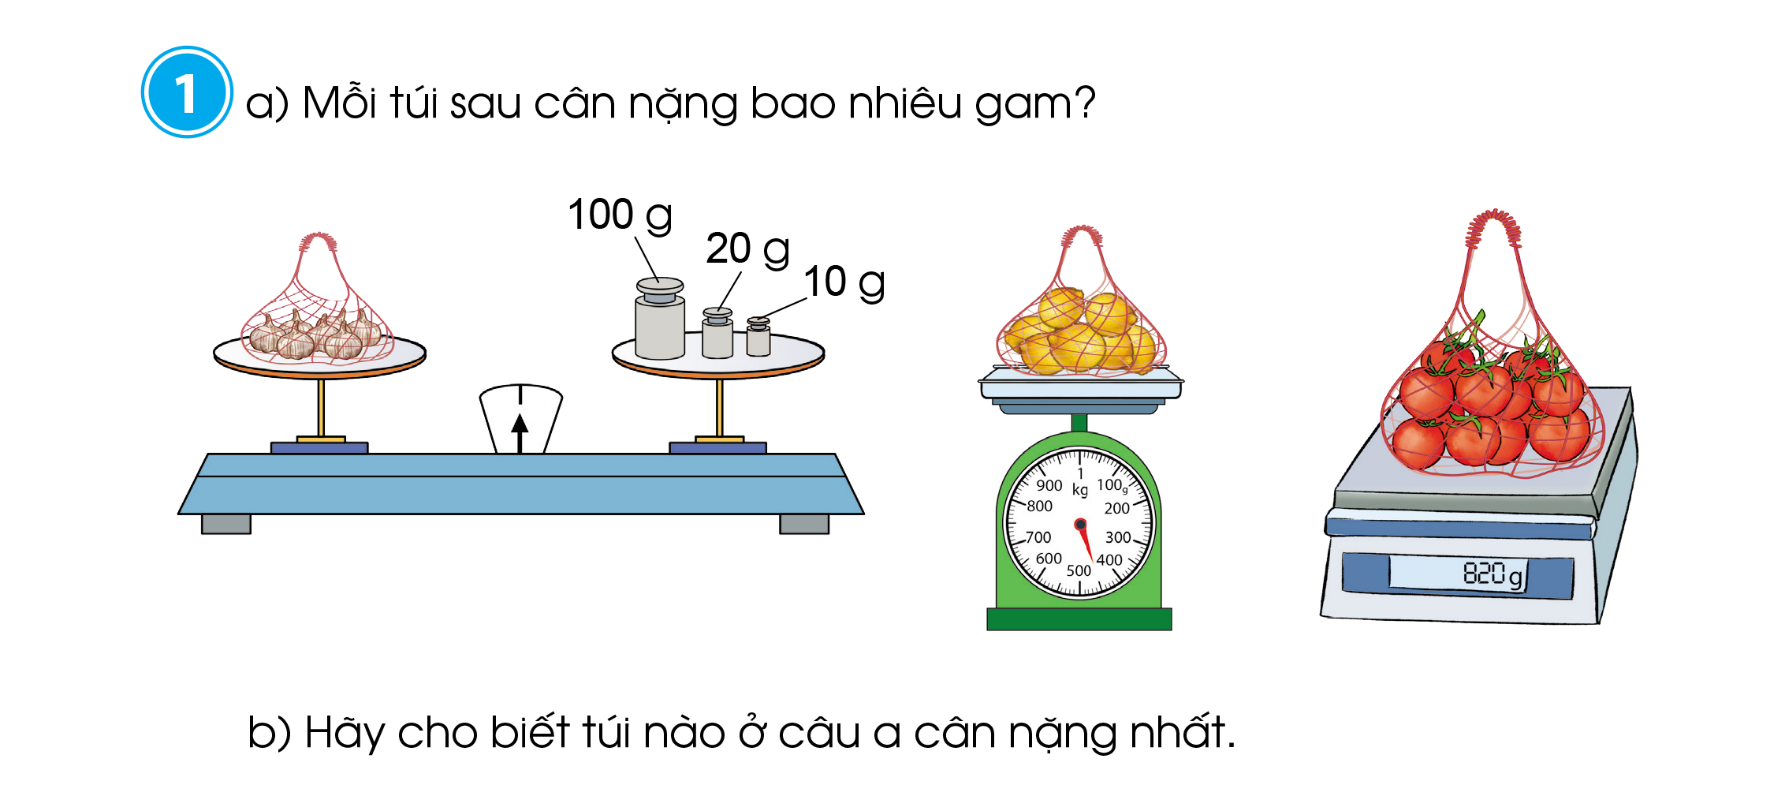 1 a) Mỗi túi sau cân nặng bao nhiêu gam?
100 g
20 g
10 g
1
kg
100g
200
300
400
500
600
700
800
900
820 g
b) Hãy cho biết túi nào ở câu a cân nặng nhất.